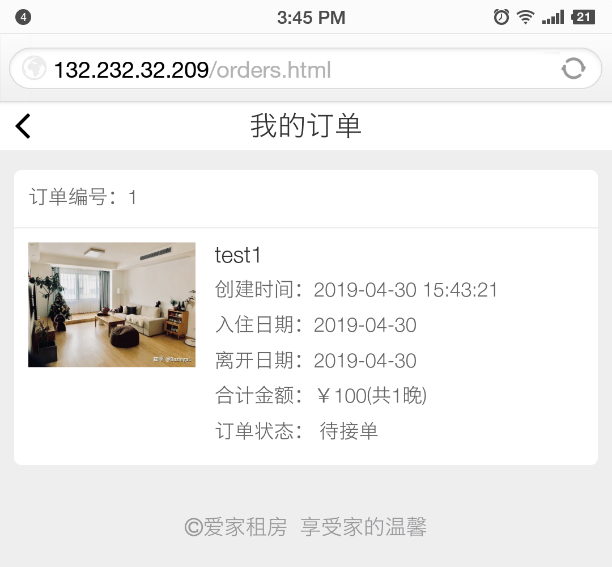 4
3:45 PM
21
132.232.32.209/orders.html
我的订单
订单编号：1
test1
创建时间：2019-04-30 15:43:21
入住日期：2019-04-30
离开日期：2019-04-30
合计金额：￥100(共1晚)
订单状态： 待接单
©爱家租房 享受家的温馨